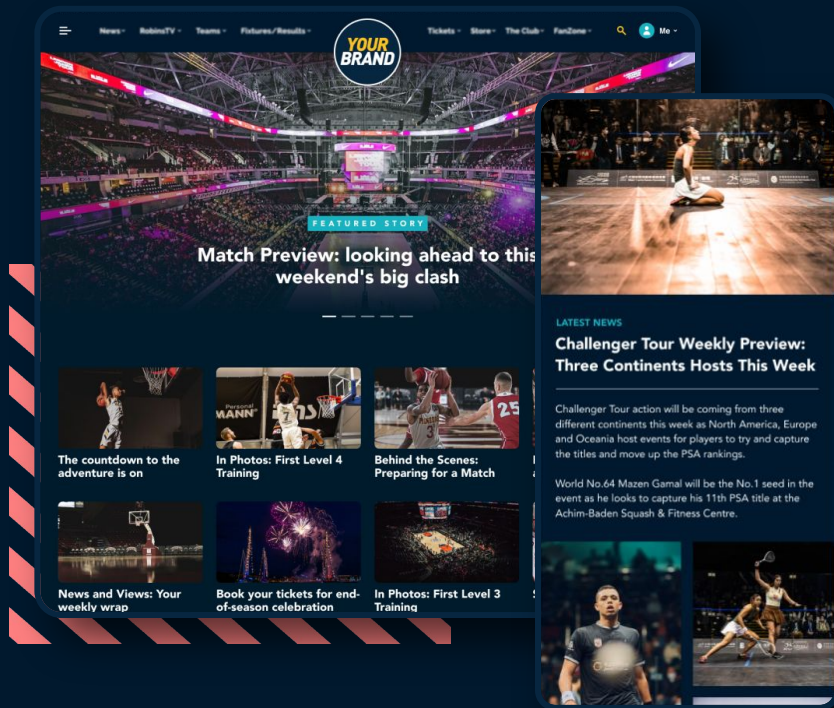 News RobinsTV Teams Fixtures/Results
YOUR
BRAND
Tickets Store The Club FanZone
Me
FEATURED STORY
Match Preview: looking ahead to this
weekend's big clash
The countdown to the
adventure is on
Personal
MANN
7
In Photos: First Level 4
Training
3
25
Behind the Scenes:
Preparing for a Match
News and Views: Your
weekly wrap
Book your tickets for end-
of-season celebration
In Photos: First Level 3
Training
LATEST NEWS
Challenger Tour Weekly Preview:
Three Continents Hosts This Week
Challenger Tour action will be coming from three
different continents this week as North America, Europe
and Oceania host events for players to try and capture
the titles and move up the PSA rankings.
World No.64 Mazen Gamal will be the No.1 seed in the
event as he looks to capture his 11th PSA title at the
Achim-Baden Squash & Fitness Centre.